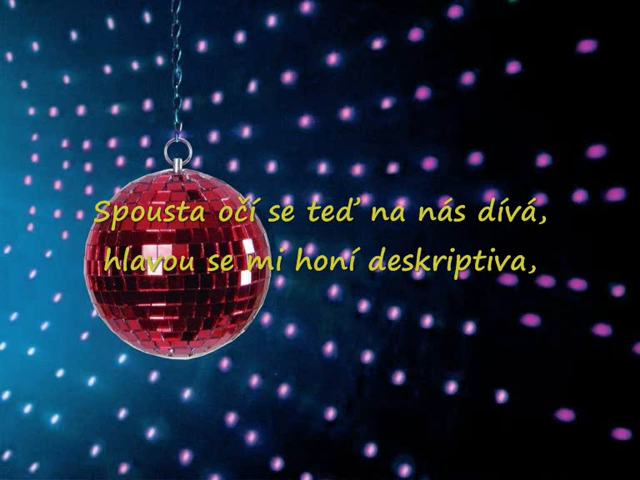 Spousta očí se teď na nás dívá,
hlavou se mi honí deskriptiva,